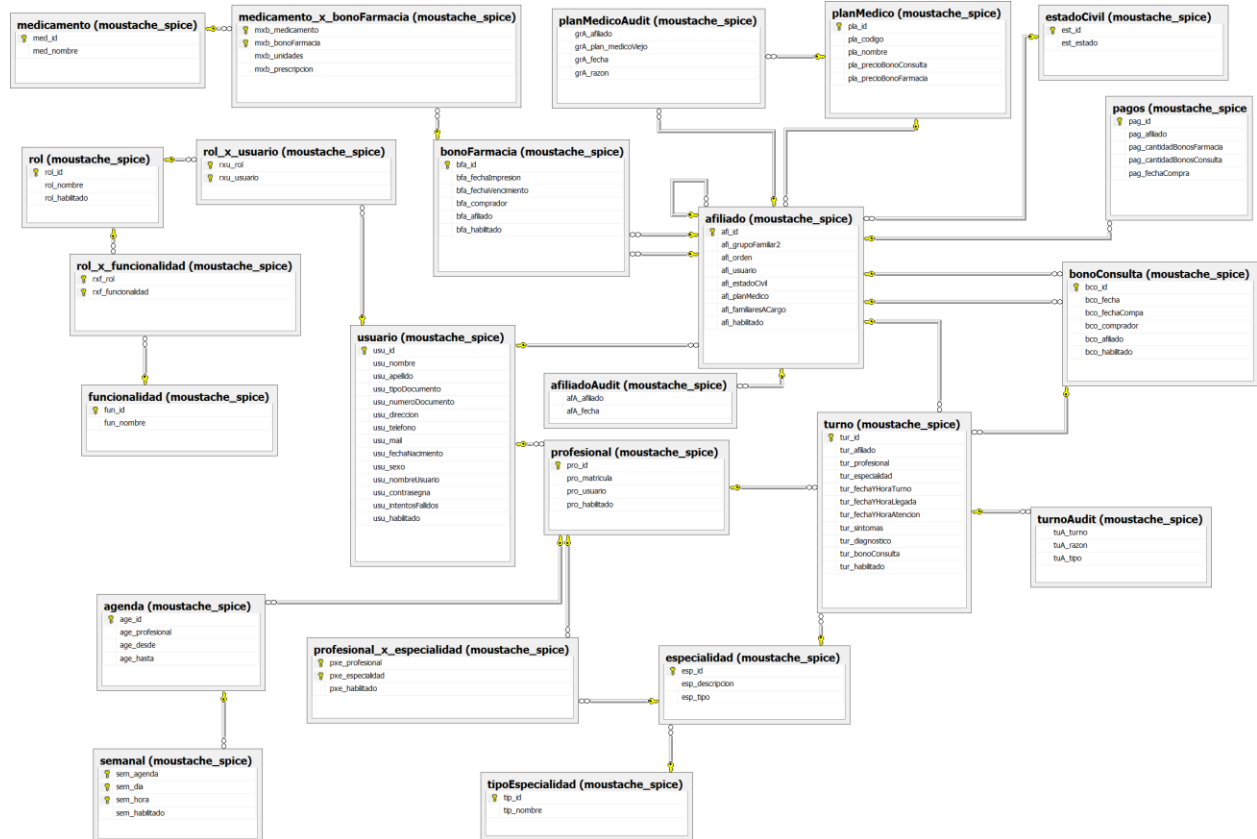 medicamento (moustache_spice)
med_id
med_nombre
medicamento_x_bonoFarmacia (moustache_spice)
mxb_medicamento
mxb_bonoFarmacia
mxb_unidades
mxb_prescripcion
planMedicoAudit (moustache_spice)
grA_afilado
grA_plan_medicoViejo
grA_fecha
grA_razon
planMedico (moustache_spice)
pla_id
pla_codigo
pla_nombre
pla_precioBonoConsulta
pla_precioBonoFarmacia
estadoCivil (moustache_spice)
est_id
est_estado
pagos (moustache_spice
pag_id
pag_afiliado
pag_cantidadBonosFarmacia
pag_cantidadBonosConsulta
pag_fechaCompra
rol (moustache_spice)
rol_id
rol_nombre
rol_habilitado
rol_x_usuario (moustache_spice)
rxu_rol
rxu_usuario
bonoFarmacia (moustache_spice)
bfa_id
bfa_fechaImpresion
bfa_fechaVencimiento
bfa_comprador
bfa_afiliado
bfa_habilitado
afiliado (moustache_spice)
afi_id
afi_grupoFamiliar2
afi_orden
afi_usuario
afi_estadoCivil
afi_planMedico
afi_familiaresACargo
afi_habilitado
rol_x_funcionalidad (moustache_spice)
rxf_rol
rxf_funcionalidad
bonoConsulta (moustache_spice)
bco_id
bco_fecha
bco_fechaCompa
bco_comprador
bco_afiliado
bco_habilitado
usuario (moustache_spice)
usu_id
usu_nombre
usu_apellido
usu_tipoDocumento
usu_numeroDocumento
usu_direccion
usu_telefono
usu_mail
usu_fechaNacimiento
usu_sexo
usu_nombreUsuario
usu_contrasegna
usu_intentosFallidos
usu_habilitado
afiliadoAudit (moustache_spice)
afA_afiliado
afA_fecha
funcionalidad (moustache_spice)
fun_id
fun_nombre
turno (moustache_spice)
tur_id
tur_afiliado
tur_profesional
tur_especialidad
tur_fechaYHoraTurno
tur_fechaYHoraLlegada
tur_fechaYHoraAtencion
tur_sintomas
tur_diagnostico
tur_bonoConsulta
tur_habilitado
profesional (moustache_spice)
pro_id
pro_matricula
pro_usuario
pro_habilitado
turnoAudit (moustache_spice)
tuA_turno
tuA_razon
tuA_tipo
agenda (moustache_spice)
age_id
age_profesional
age_desde
age_hasta
profesional_x_especialidad (moustache_spice)
pxe_profesional
pxe_especialidad
pxe_habilitado
especialidad (moustache_spice)
esp_id
esp_descripcion
esp_tipo
semanal (moustache_spice)
sem_agenda
sem_dia
sem_hora
sem_habilitado
tipoEspecialidad (moustache_spice)
tip_id
tip_nombre